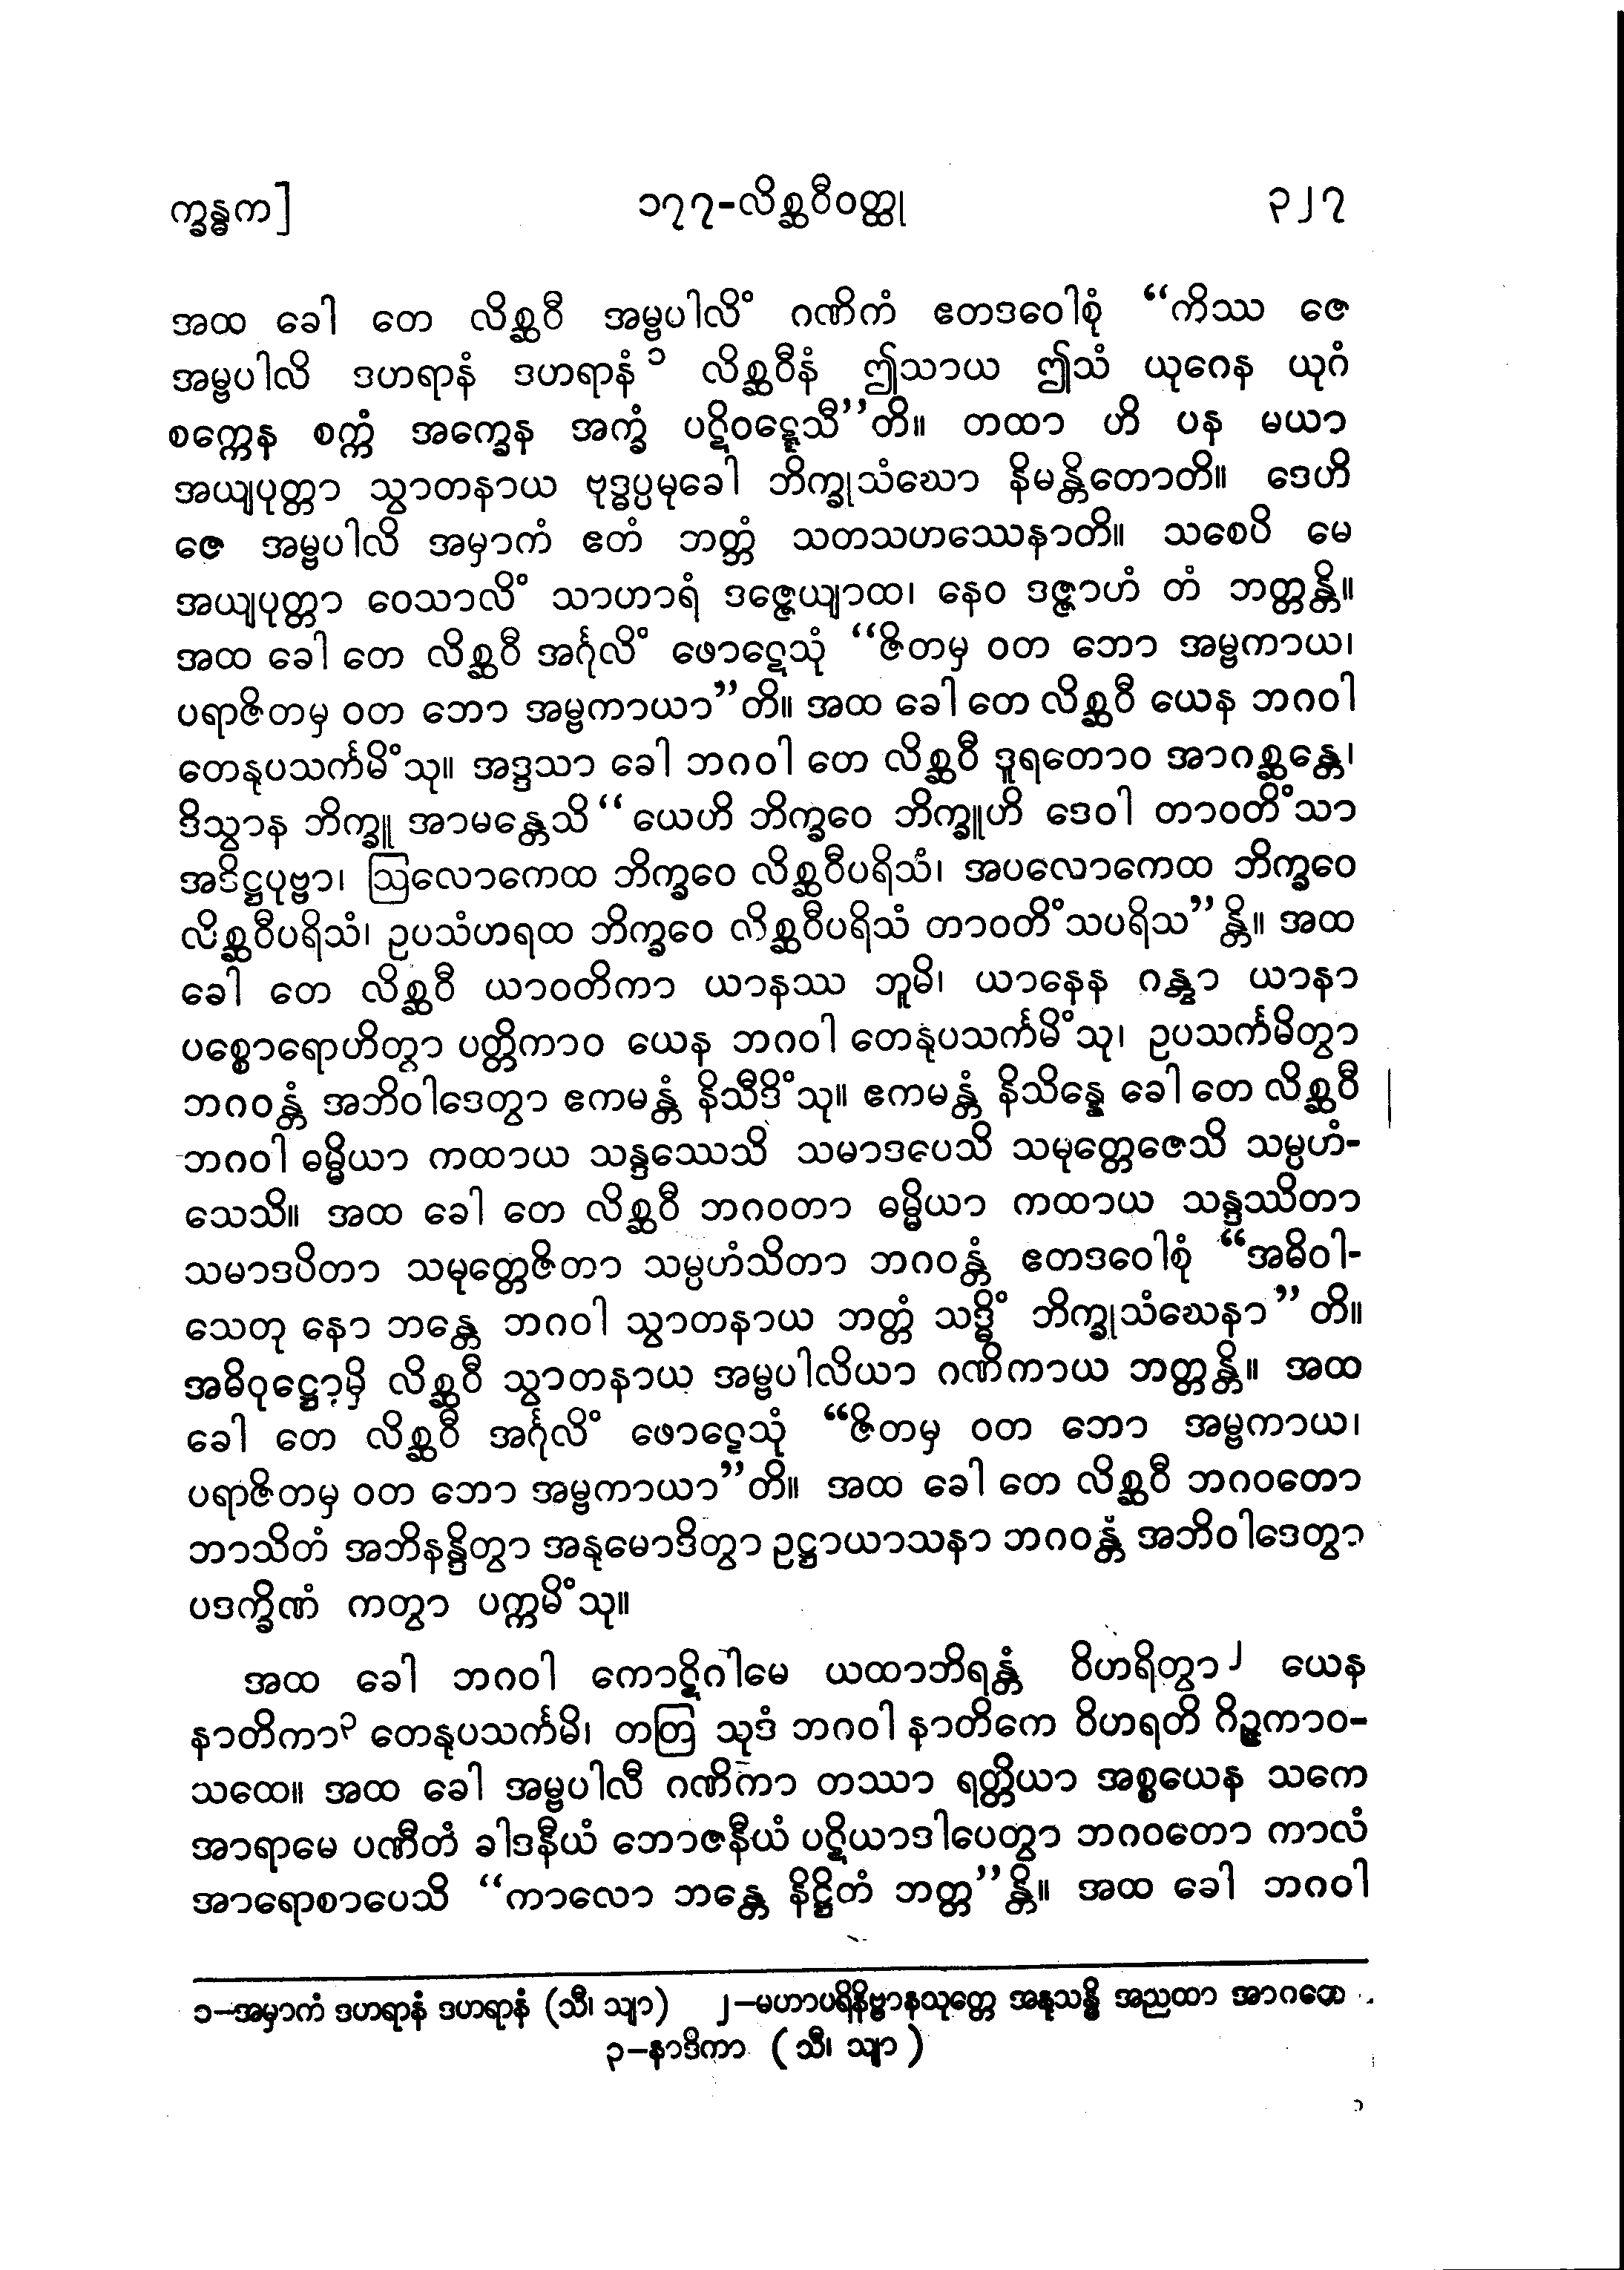 က္ခန္ဓက]
၁၇၇-လိစ္ဆဝီဝတ္ထု
၃၂၇
အထ ခေါ တေ လိစ္ဆဝီ အမ္ဗပါလိံ ဂဏိကံ ဧတဒဝေါစုံ “ကိဿ ဇေ
အမ္ဗပါလိ ဒဟရာနံ ဒဟရာနံ၁ လိစ္ဆဝီနံ ဤသာယ ဤသံ ယုဂေန ယုဂံ
စက္ကေန စက္ကံ အက္ခေန အက္ခံ ပဋိဝဋ္ဋေသီ”တိ။ တထာ ဟိ ပန မယာ
အယျပုတ္တာ သွာတနာယ ဗုဒ္ဓပ္ပမုခေါ ဘိက္ခုသံဃော နိမန္တိတောတိ။ ဒေဟိ
ဇေ အမ္ဗပါလိ အမှာကံ ဧတံ ဘတ္တံ သတသဟဿေနာတိ။ သစေပိ မေ
အယျပုတ္တာ ဝေသာလိံ သာဟာရံ ဒဇ္ဇေယျာထ၊ နေဝ ဒဇ္ဇာဟံ တံ ဘတ္တန္တိ။
အထ ခေါ တေ လိစ္ဆဝီ အင်္ဂုလိံ ဖောဋေသုံ “ဇိတမှ ဝတ ဘော အမ္ဗကာယ၊
ပရာဇိတမှ ဝတ ဘော အမ္ဗကာယာ”တိ။ အထ ခေါ တေ လိစ္ဆဝီ ယေန ဘဂဝါ
တေနုပသင်္ကမိံသု။ အဒ္ဒသာ ခေါ ဘဂဝါ တေ လိစ္ဆဝီ ဒူရတောဝ အာဂစ္ဆန္တေ၊
ဒိသွာန ဘိက္ခူ အာမန္တေသိ “ယေဟိ ဘိက္ခဝေ ဘိက္ခူဟိ ဒေဝါ တာဝတိံသာ
အဒိဋ္ဌပုဗ္ဗာ၊ ဩလောကေထ ဘိက္ခဝေ လိစ္ဆဝီပရိသံ၊ အပလောကေထ ဘိက္ခဝေ
လိစ္ဆဝီပရိသံ၊ ဥပသံဟရထ ဘိက္ခဝေ လိစ္ဆဝီပရိသံ တာဝတိံသပရိသ”န္တိ။ အထ
ခေါ တေ လိစ္ဆဝီ ယာဝတိကာ ယာနဿ ဘူမိ၊ ယာနေန ဂန္တွာ ယာနာ
ပစ္စောရောဟိတွာ ပတ္တိကာဝ ယေန ဘဂဝါ တေနုပသင်္ကမိံသု၊ ဥပသင်္ကမိတွာ
ဘဂဝန္တံ အဘိဝါဒေတွာ ဧကမန္တံ နိသီဒိံသု။ ဧကမန္တံ နိသိန္နေ ခေါ တေ လိစ္ဆဝီ
ဘဂဝါ ဓမ္မိယာ ကထာယ သန္ဒဿေသိ သမာဒပေသိ သမုတ္တေဇေသိ သမ္ပဟံ-
သေသိ။ အထ ခေါ တေ လိစ္ဆဝီ ဘဂဝတာ ဓမ္မိယာ ကထာယ သန္ဒဿိတာ
သမာဒပိတာ သမုတ္တေဇိတာ သမ္ပဟံသိတာ ဘဂဝန္တံ ဧတဒဝေါစုံ “အဓိဝါ-
သေတု နော ဘန္တေ ဘဂဝါ သွာတနာယ ဘတ္တံ သဒ္ဓိံ ဘိက္ခုသံဃေနာ”တိ။
အဓိဝုဋ္ဌောမှိ လိစ္ဆဝီ သွာတနာယ အမ္ဗပါလိယာ ဂဏိကာယ ဘတ္တန္တိ။ အထ
ခေါ တေ လိစ္ဆဝီ အင်္ဂုလိံ ဖောဋေသုံ “ဇိတမှ ဝတ ဘော အမ္ဗကာယ၊
ပရာဇိတမှ ဝတ ဘော အမ္ဗကာယာ”တိ။ အထ ခေါ တေ လိစ္ဆဝီ ဘဂဝတော
ဘာသိတံ အဘိနန္ဒိတွာ အနုမောဒိတွာ ဥဋ္ဌာယာသနာ ဘဂဝန္တံ အဘိဝါဒေတွာ
ပဒက္ခိဏံ ကတွာ ပက္ကမိံသု။
အထ ခေါ ဘဂဝါ ကောဋိဂါမေ ယထာဘိရန္တံ ဝိဟရိတွာ၂ ယေန
နာတိကာ၃ တေနုပသင်္ကမိ၊ တတြ သုဒံ ဘဂဝါ နာတိကေ ဝိဟရတိ ဂိဉ္ဇကာဝ-
သထေ။ အထ ခေါ အမ္ဗပါလီ ဂဏိကာ တဿာ ရတ္တိယာ အစ္စယေန သကေ
အာရာမေ ပဏီတံ ခါဒနီယံ ဘောဇနီယံ ပဋိယာဒါပေတွာ ဘဂဝတော ကာလံ
အာရောစာပေသိ “ကာလော ဘန္တေ နိဋ္ဌိတံ ဘတ္တ”န္တိ။ အထ ခေါ ဘဂဝါ
၁-အမှာကံ ဒဟရာနံ ဒဟရာနံ (သီ၊ သျာ) ၂-မဟာပရိနိဗ္ဗာနသုတ္တေ အနုသန္ဓိ အညထာ အာဂတော
၃-နာဒိကာ (သီ၊ သျာ)